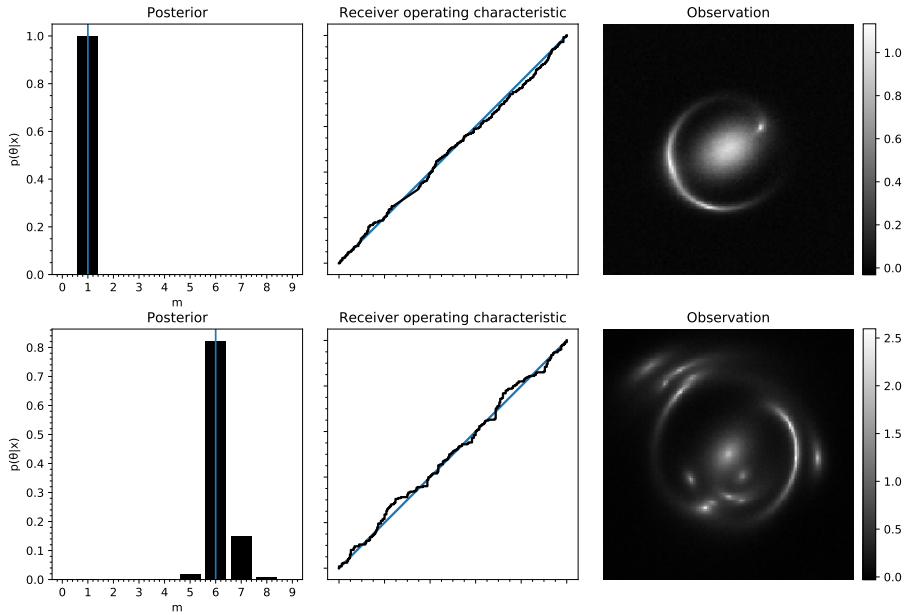 Posterior
Receiver operating characteristic
Observation
1.0
0.8
0.6
0.4
0.2
0.0
p(θ|x)
0 1 2 3 4 5 6 7 8 9
m
1.0
0.8
0.6
0.4
0.2
0.0
Posterior
Receiver operating characteristic
Observation
0.8
0.7
0.6
0.5
0.4
0.3
0.2
0.1
0.0
p(θ|x)
0 1 2 3 4 5 6 7 8 9
m
2.5
2.0
1.5
1.0
0.5
0.0